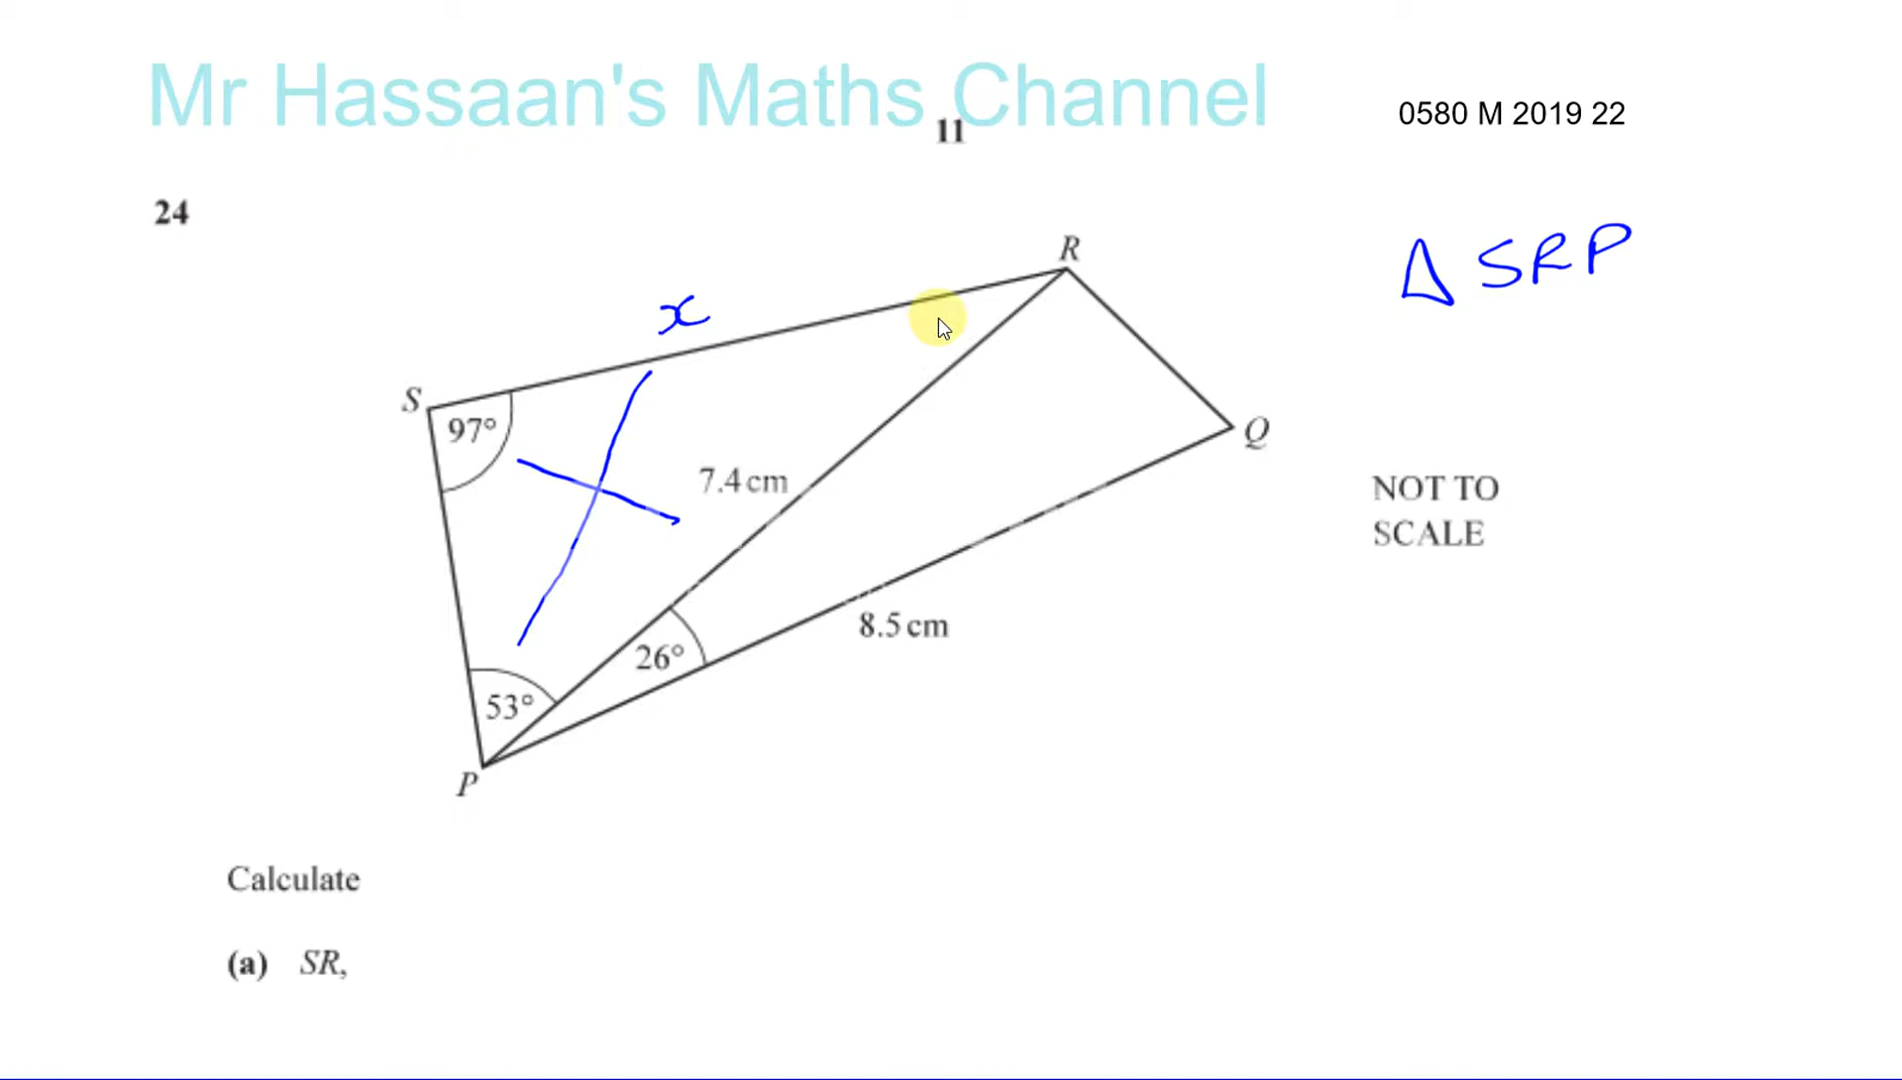 Mr Hassaan's Maths Channel
11
0580 M 2019 22
24
R
△ SRP
x
S
97°
Q
7.4 cm
NOT TO
SCALE
8.5 cm
26°
53°
P
Calculate
(a) SR,